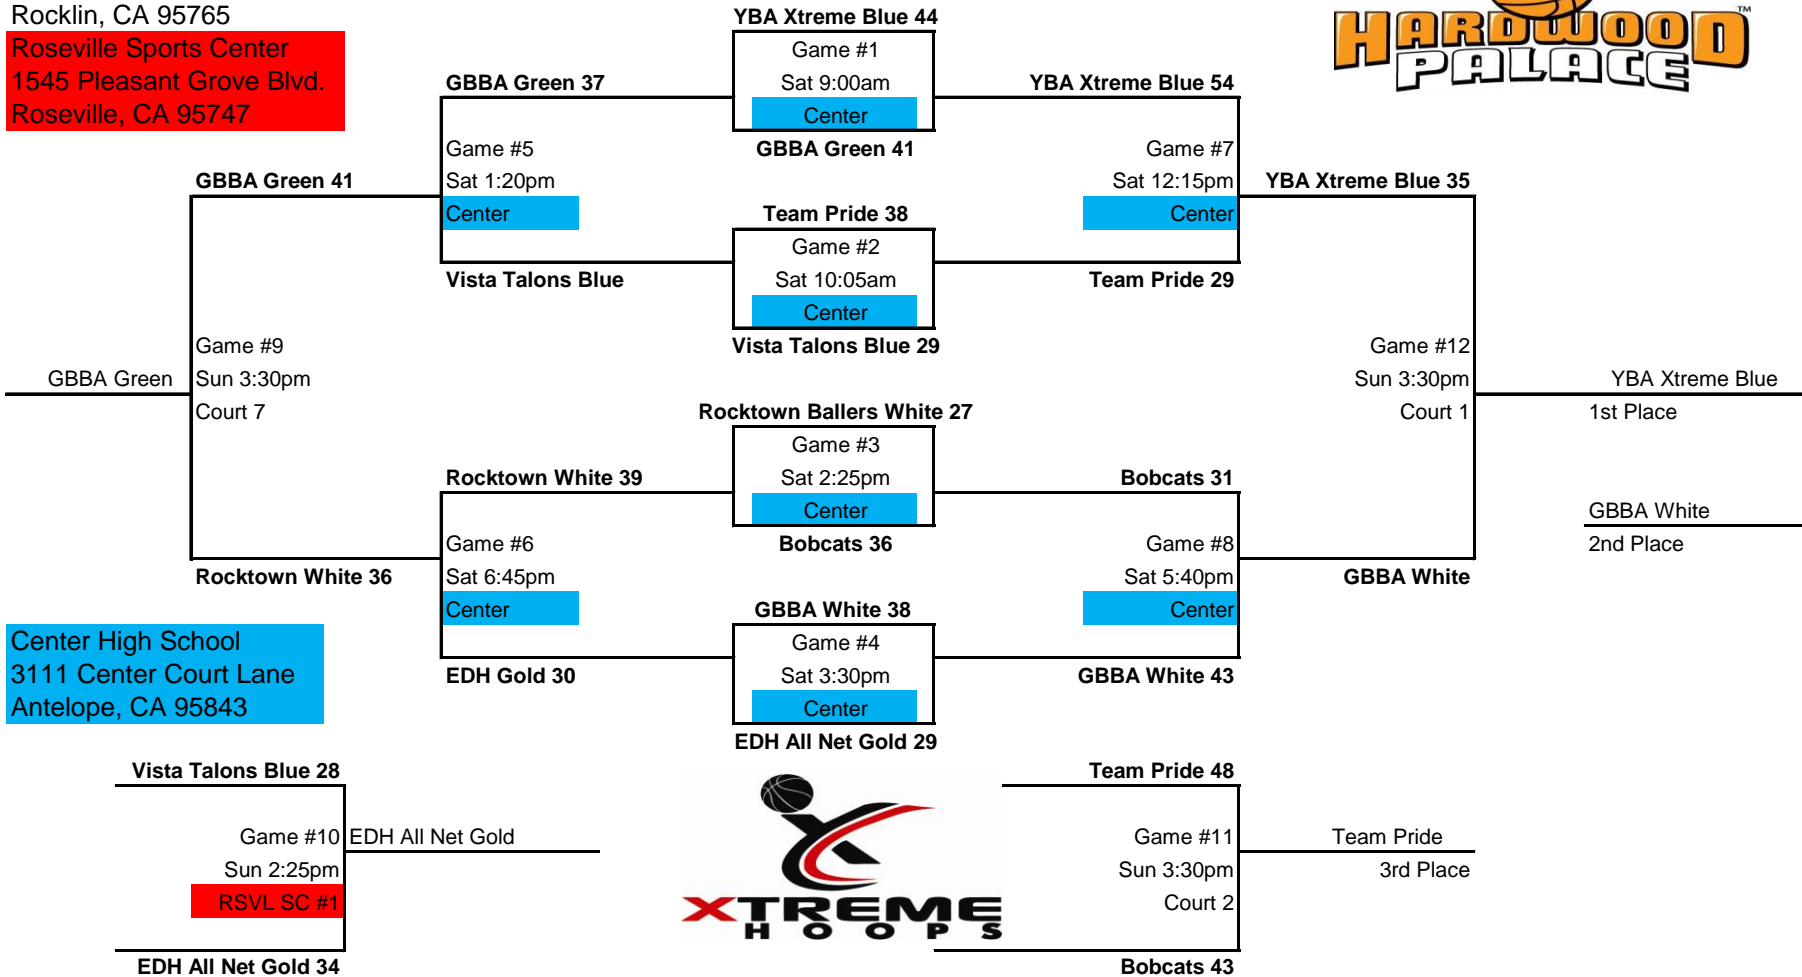 Rocklin, CA 95765
Roseville Sports Center
1545 Pleasant Grove Blvd.
Roseville, CA 95747
HARDWOOD
PALACE
TM
YBA Xtreme Blue 44
Game #1
Sat 9:00am
Center
GBBA Green 41
GBBA Green 37
YBA Xtreme Blue 54
Game #5
Sat 1:20pm
Center
Game #7
Sat 12:15pm
Center
GBBA Green 41
YBA Xtreme Blue 35
Team Pride 38
Game #2
Sat 10:05am
Center
Vista Talons Blue 29
Vista Talons Blue
Team Pride 29
Game #9
Sun 3:30pm
Court 7
GBBA Green
Game #12
Sun 3:30pm
Court 1
YBA Xtreme Blue
1st Place
Rocktown Ballers White 27
Game #3
Sat 2:25pm
Center
Bobcats 36
Rocktown White 39
Bobcats 31
GBBA White
2nd Place
Game #6
Sat 6:45pm
Center
Game #8
Sat 5:40pm
Center
Rocktown White 36
GBBA White
GBBA White 38
Game #4
Sat 3:30pm
Center
EDH All Net Gold 29
EDH Gold 30
GBBA White 43
Center High School
3111 Center Court Lane
Antelope, CA 95843
Vista Talons Blue 28
Game #10
Sun 2:25pm
RSVL SC #1
EDH All Net Gold
EDH All Net Gold 34
XTREME
HOOPS
Team Pride 48
Game #11
Sun 3:30pm
Court 2
Team Pride
3rd Place
Bobcats 43